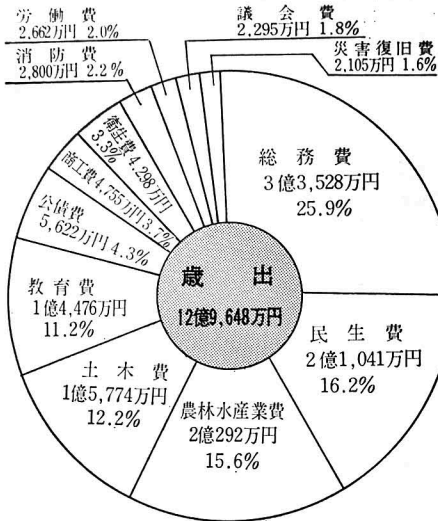 労働費
2,662万円 2.0%
消防費
2,800万円 2.2%
議会費
2,295万円 1.8%
災害復旧費
2,105万円 1.6%
衛生費 4,298万円
3.3%
商工費 4,755万円 3.7%
公債費
5,622万円 4.3%
教育費
1億4,476万円
11.2%
土木費
1億5,774万円
12.2%
農林水産業費
2億292万円
15.6%
民生費
2億1,041万円
16.2%
総務費
3億3,528万円
25.9%
歳出
12億9,648万円